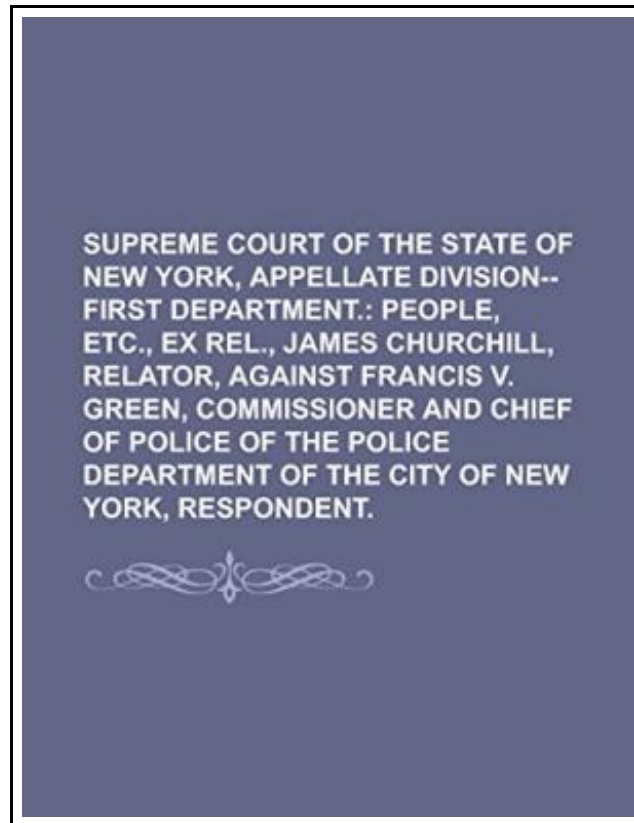 SUPREME COURT OF THE STATE OF
NEW YORK, APPELLATE DIVISION--
FIRST DEPARTMENT.: PEOPLE,
ETC., EX REL., JAMES CHURCHILL,
RELATOR, AGAINST FRANCIS V.
GREEN, COMMISSIONER AND CHIEF
OF POLICE OF THE POLICE
DEPARTMENT OF THE CITY OF NEW
YORK, RESPONDENT.